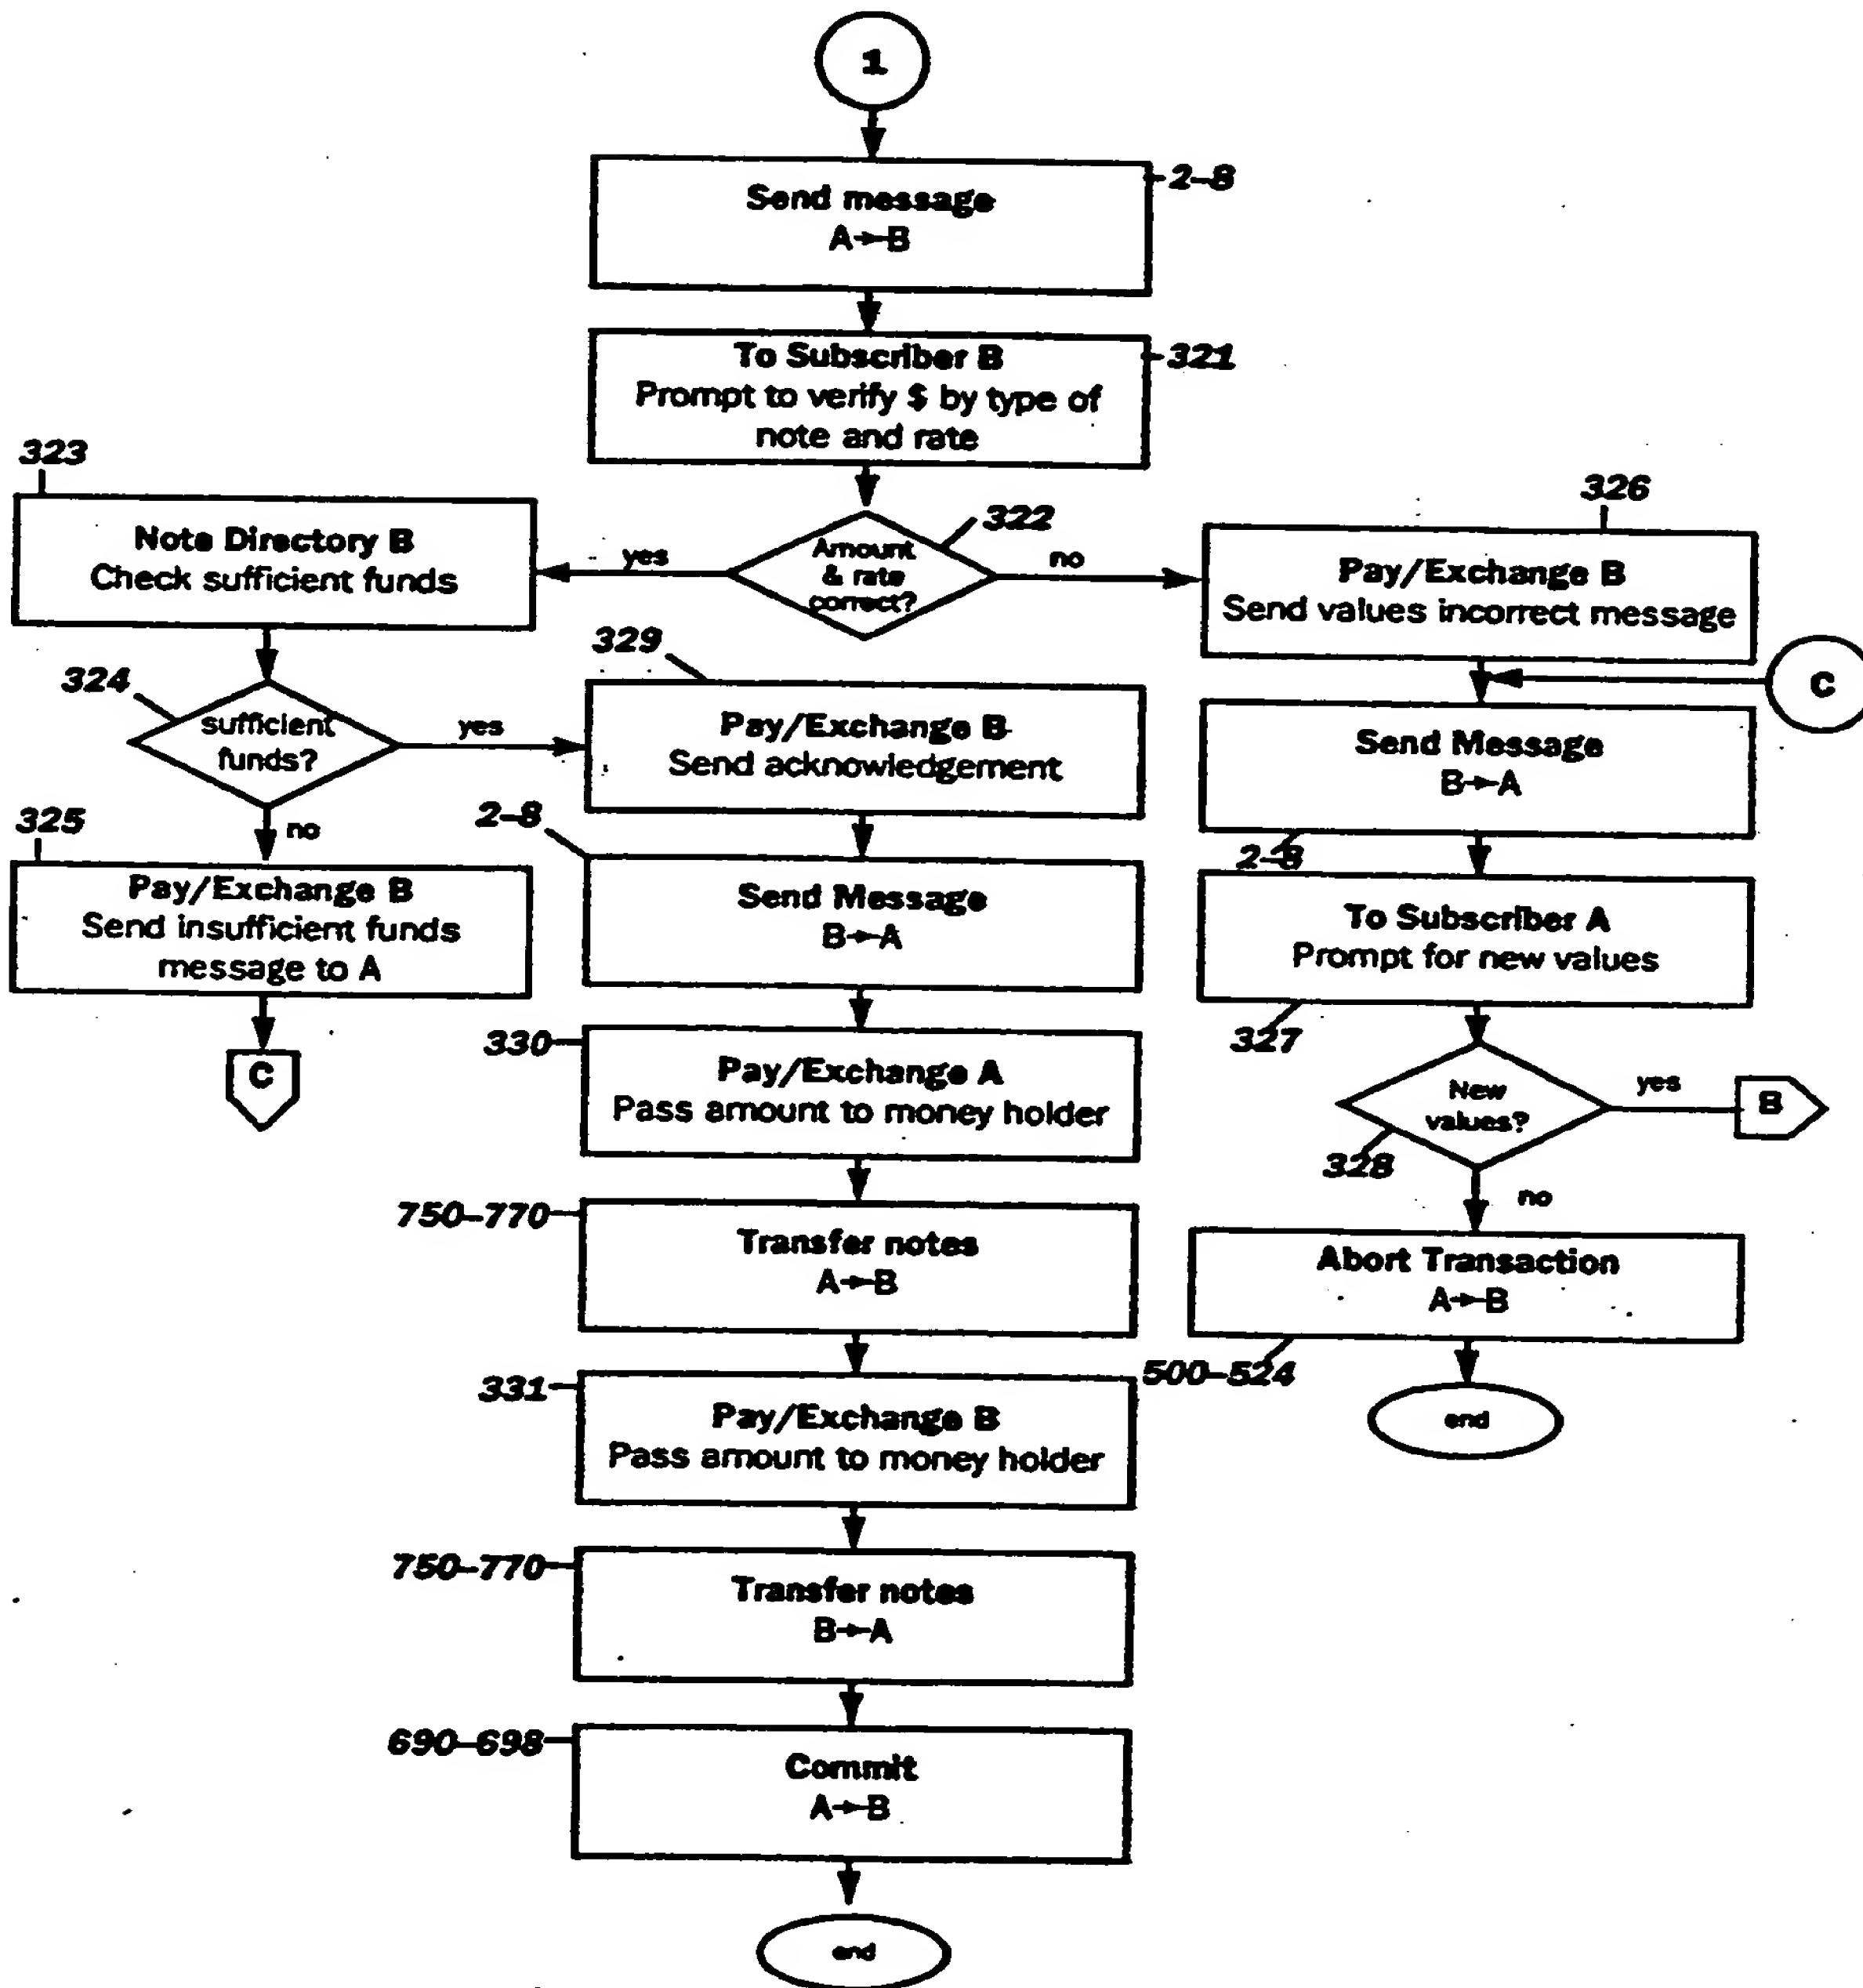 1
Send message
A→B
2–8
To Subscriber B
Prompt to verify $ by type of
note and rate
321
323
Note Directory B
Check sufficient funds
yes
Amount
& rate
correct?
322
no
326
Pay/Exchange B
Send values incorrect message
C
324
sufficient
funds?
yes
no
329
Pay/Exchange B
Send acknowledgement
Send Message
B→A
2–8
325
Pay/Exchange B
Send insufficient funds
message to A
C
2–8
Send Message
B→A
To Subscriber A
Prompt for new values
327
330
Pay/Exchange A
Pass amount to money holder
New
values?
328
yes
B
no
750–770
Transfer notes
A→B
Abort Transaction
A→B
500–524
end
331
Pay/Exchange B
Pass amount to money holder
750–770
Transfer notes
B→A
690–698
Commit
A→B
end